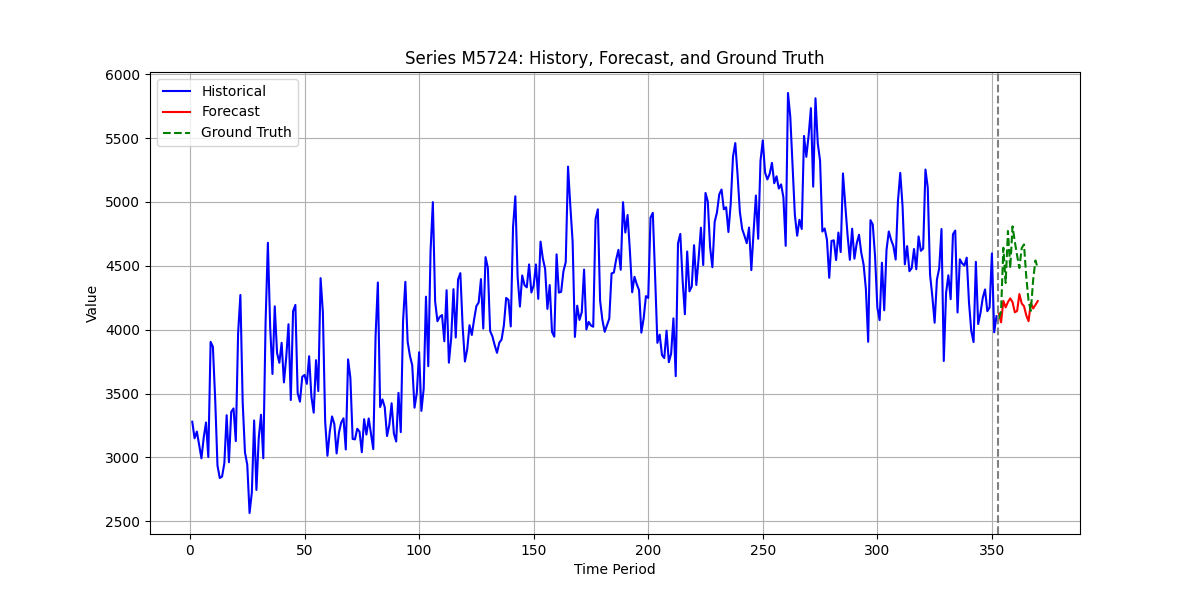 Series M5724: History, Forecast, and Ground Truth
Historical
Forecast
Ground Truth
6000
5500
5000
4500
4000
3500
3000
2500
Value
0 50 100 150 200 250 300 350
Time Period